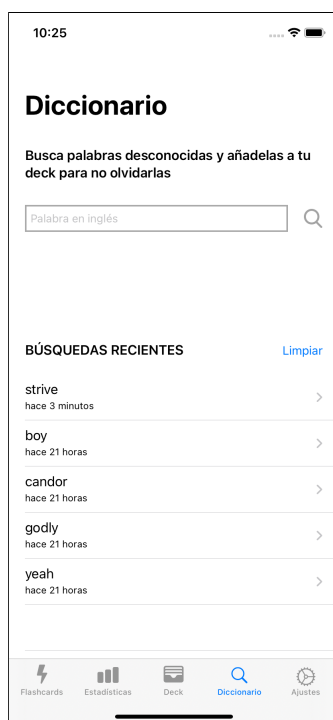 10:25
Diccionario
Busca palabras desconocidas y añadelas a tu
deck para no olvidarlas
Palabra en inglés
BÚSQUEDAS RECIENTES Limpiar
strive
hace 3 minutos
boy
hace 21 horas
candor
hace 21 horas
godly
hace 21 horas
yeah
hace 21 horas
Flashcards Estadísticas Deck Diccionario Ajustes